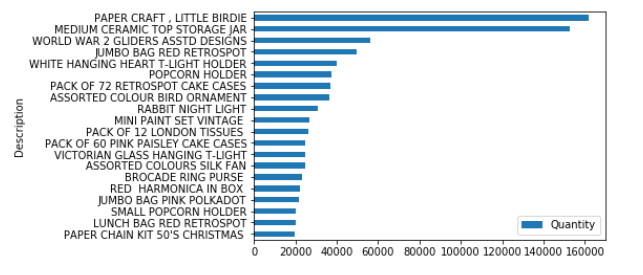 PAPER CRAFT , LITTLE BIRDIE
MEDIUM CERAMIC TOP STORAGE JAR
WORLD WAR 2 GLIDERS ASSTD DESIGNS
JUMBO BAG RED RETROSPOT
WHITE HANGING HEART T-LIGHT HOLDER
POPCORN HOLDER
PACK OF 72 RETROSPOT CAKE CASES
ASSORTED COLOUR BIRD ORNAMENT
RABBIT NIGHT LIGHT
MINI PAINT SET VINTAGE
PACK OF 12 LONDON TISSUES
PACK OF 60 PINK PAISLEY CAKE CASES
VICTORIAN GLASS HANGING T-LIGHT
ASSORTED COLOURS SILK FAN
BROCADE RING PURSE
RED  HARMONICA IN BOX
JUMBO BAG PINK POLKADOT
SMALL POPCORN HOLDER
LUNCH BAG RED RETROSPOT
PAPER CHAIN KIT 50'S CHRISTMAS
Description
Quantity
0 20000 40000 60000 80000 100000 120000 140000 160000